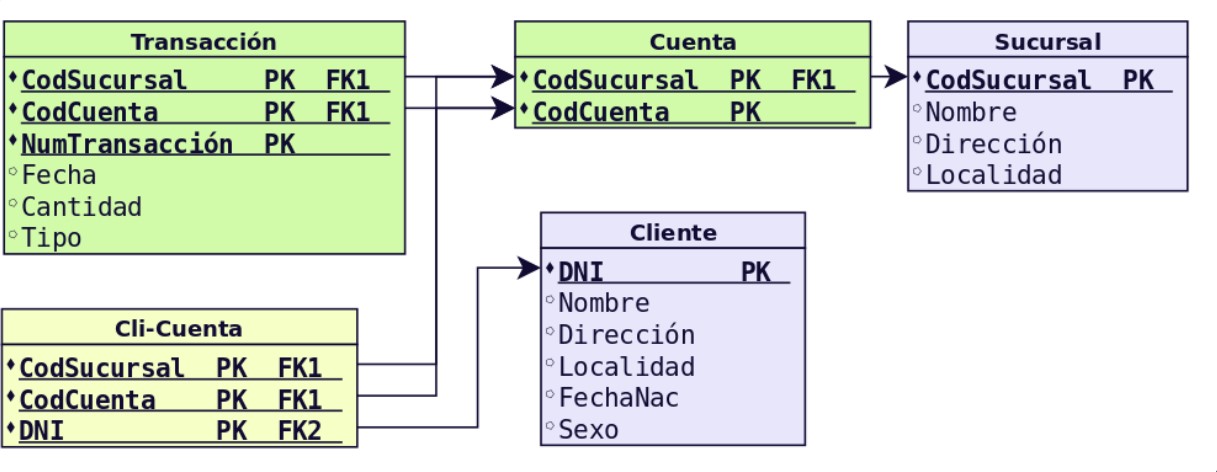 Transacción
CodSucursal PK FK1
CodCuenta PK FK1
NumTransacción PK
Fecha
Cantidad
Tipo
Cuenta
CodSucursal PK FK1
CodCuenta PK
Sucursal
CodSucursal PK
Nombre
Dirección
Localidad
Cli-Cuenta
CodSucursal PK FK1
CodCuenta PK FK1
DNI PK FK2
Cliente
DNI PK
Nombre
Dirección
Localidad
FechaNac
Sexo